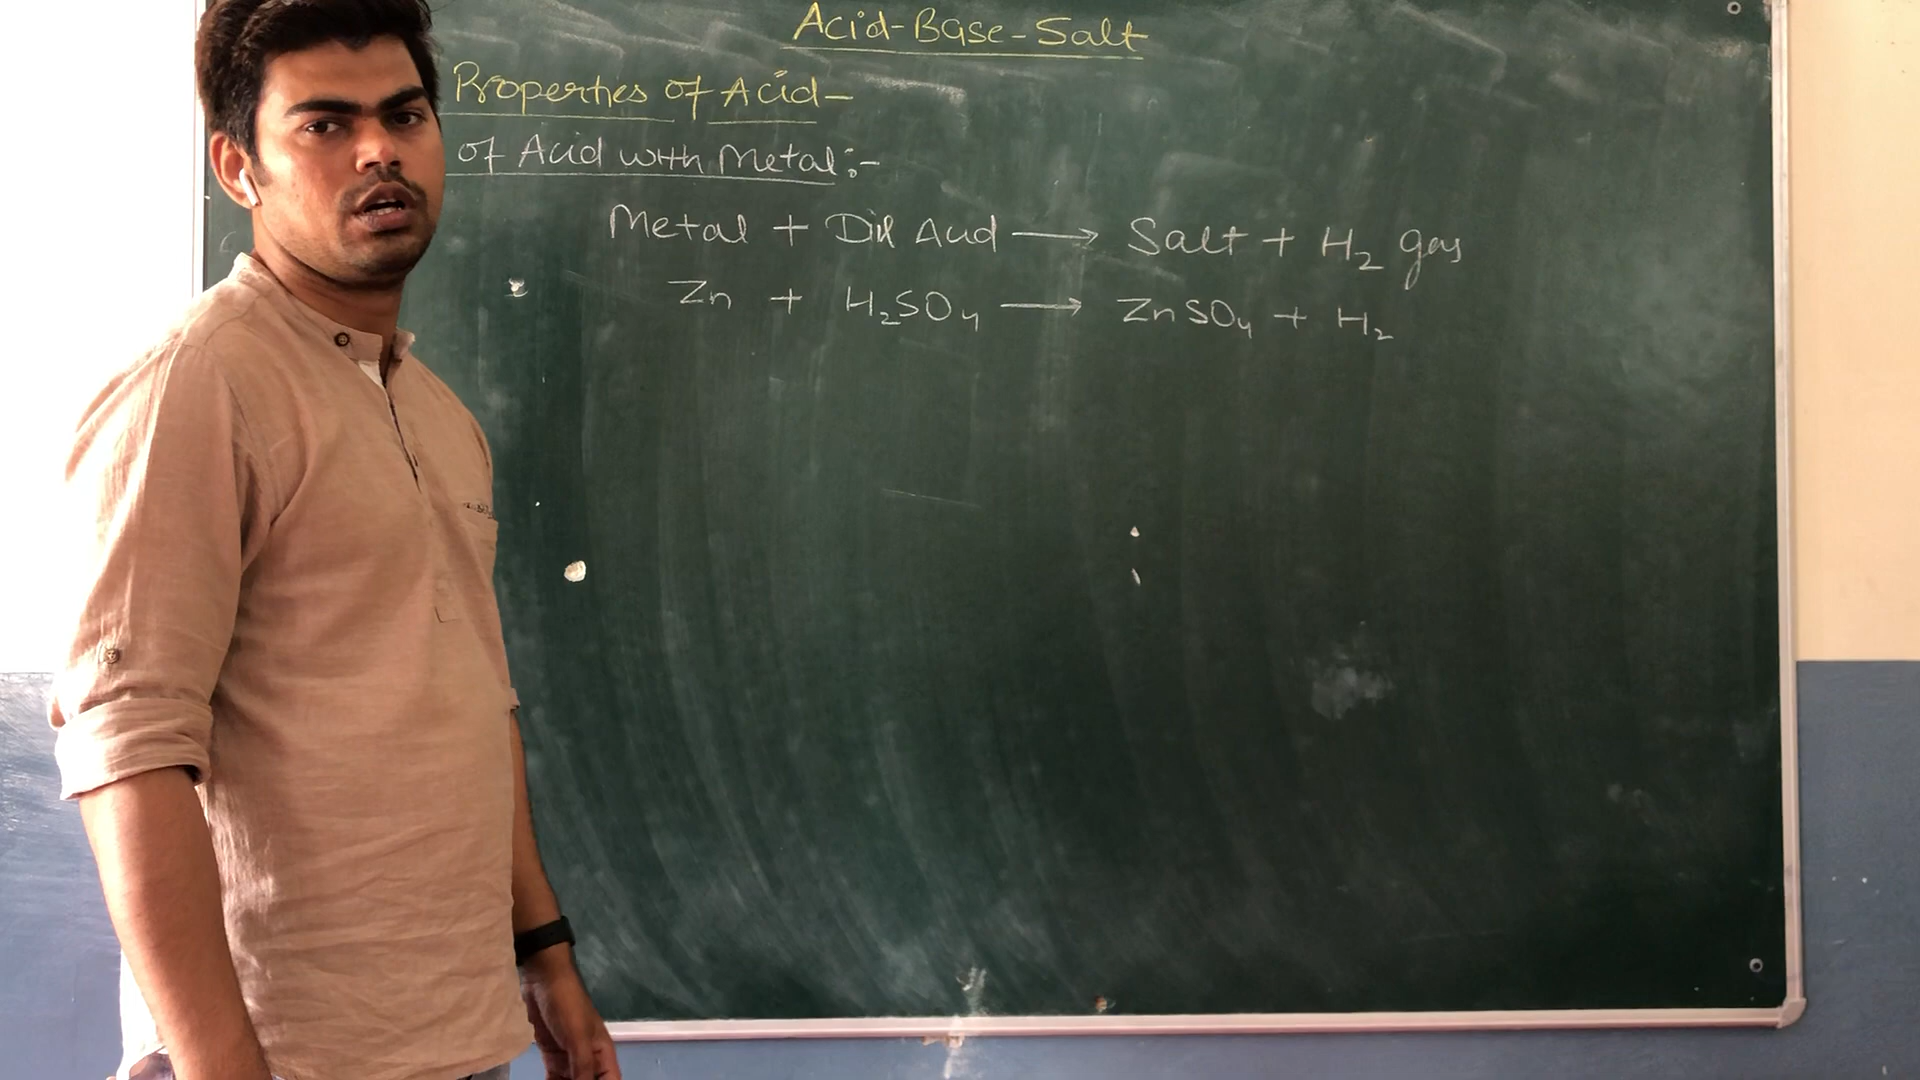 Acid-Base-Salt
Properties of Acid-
of Acid with Metal:-
Metal + Dil Acid ⟶ Salt + H₂ gas
Zn + H₂SO₄ ⟶ ZnSO₄ + H₂